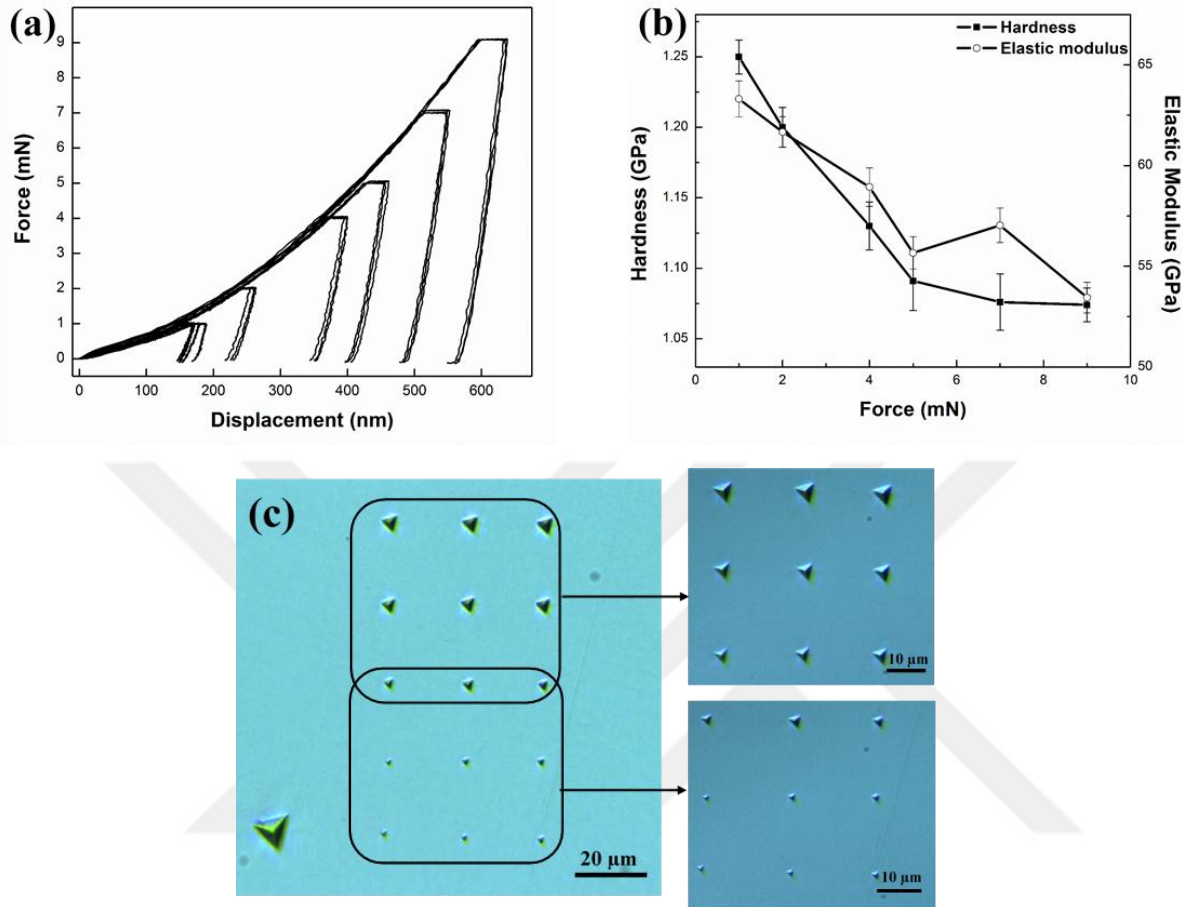 (a)
9
8
7
6
5
4
3
2
1
0
Force (mN)
0 100 200 300 400 500 600
Displacement (nm)
(b)
Hardness
Elastic modulus
1.25
1.20
1.15
1.10
1.05
Hardness (GPa)
65
60
55
50
Elastic Modulus (GPa)
0 2 4 6 8 10
Force (mN)
(c)
20 µm
10 µm
10 µm